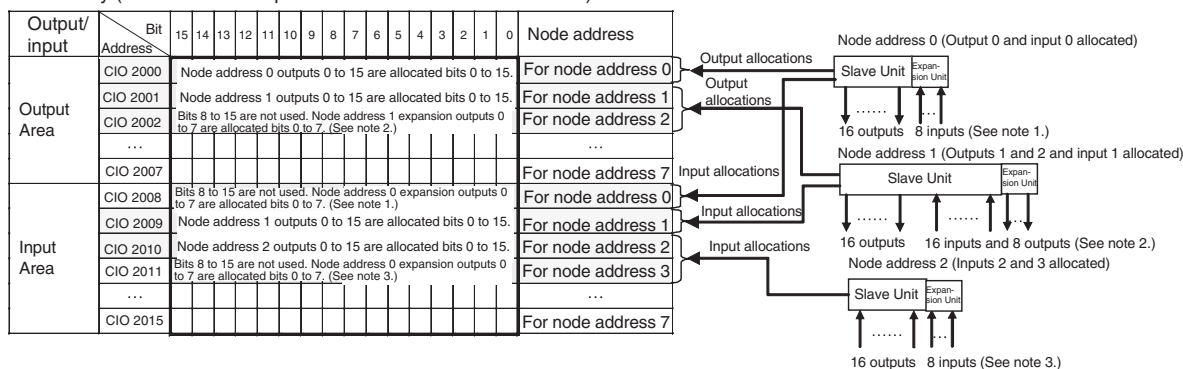 Output/
input
Bit
Address
15 14 13 12 11 10 9 8 7 6 5 4 3 2 1 0
Node address
Output
Area
CIO 2000
Node address 0 outputs 0 to 15 are allocated bits 0 to 15.
For node address 0
CIO 2001
Node address 1 outputs 0 to 15 are allocated bits 0 to 15.
For node address 1
CIO 2002
Bits 8 to 15 are not used. Node address 1 expansion outputs 0
to 7 are allocated bits 0 to 7. (See note 2.)
For node address 2
...
...
CIO 2007
For node address 7
Input
Area
CIO 2008
Bits 8 to 15 are not used. Node address 0 expansion outputs 0
to 7 are allocated bits 0 to 7. (See note 1.)
For node address 0
CIO 2009
Node address 1 outputs 0 to 15 are allocated bits 0 to 15.
For node address 1
CIO 2010
Node address 2 outputs 0 to 15 are allocated bits 0 to 15.
For node address 2
CIO 2011
Bits 8 to 15 are not used. Node address 0 expansion outputs 0
to 7 are allocated bits 0 to 7. (See note 3.)
For node address 3
...
...
CIO 2015
For node address 7
Output allocations
Output
allocations
Input allocations
Input allocations
Input allocations
Node address 0 (Output 0 and input 0 allocated)
Slave Unit
Expan-
sion Unit
......
...
16 outputs 8 inputs (See note 1.)
Node address 1 (Outputs 1 and 2 and input 1 allocated)
Slave Unit
Expan-
sion Unit
......
......
...
16 outputs 16 inputs and 8 outputs (See note 2.)
Node address 2 (Inputs 2 and 3 allocated)
Slave Unit
Expan-
sion Unit
......
...
16 outputs 8 inputs (See note 3.)